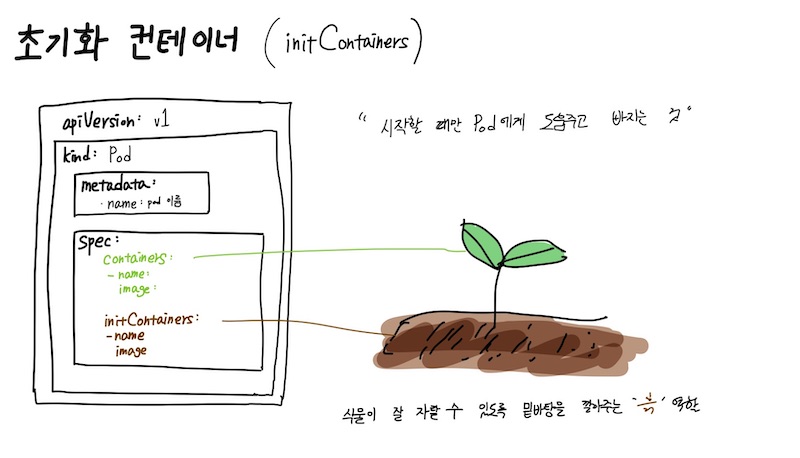 초기화 컨테이너 (initContainers)
apiVersion: v1
kind: Pod
metadata:
· name: pod 이름
spec:
containers:
- name:
image:
initContainers:
- name
image
“ 시작할 때만 Pod에게 도움주고 빠지는 것 ”
식물이 잘 자랄 수 있도록 밑바탕을 깔아주는 '흙' 역할